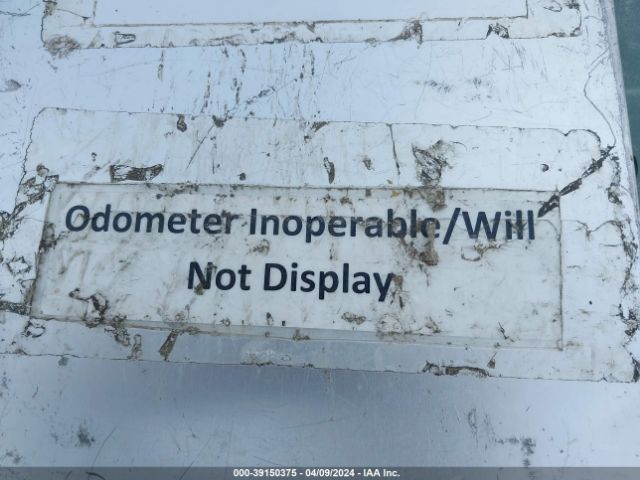 Odometer Inoperable/Will
Not Display
000-39150375 - 04/09/2024 - IAA Inc.